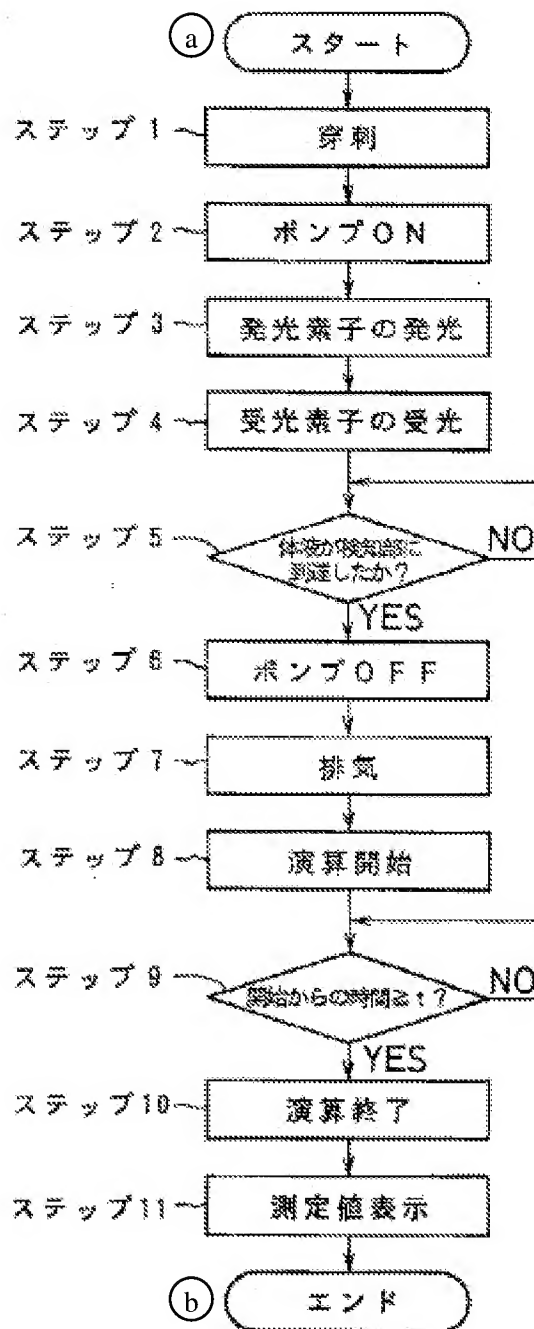 a スタート
ステップ1 穿刺
ステップ2 ポンプON
ステップ3 発光素子の発光
ステップ4 受光素子の受光
ステップ5 体液が検知部に
到達したか? NO
YES
ステップ6 ポンプOFF
ステップ7 排気
ステップ8 演算開始
ステップ9 開始からの時間≧t? NO
YES
ステップ10 演算終了
ステップ11 測定値表示
b エンド